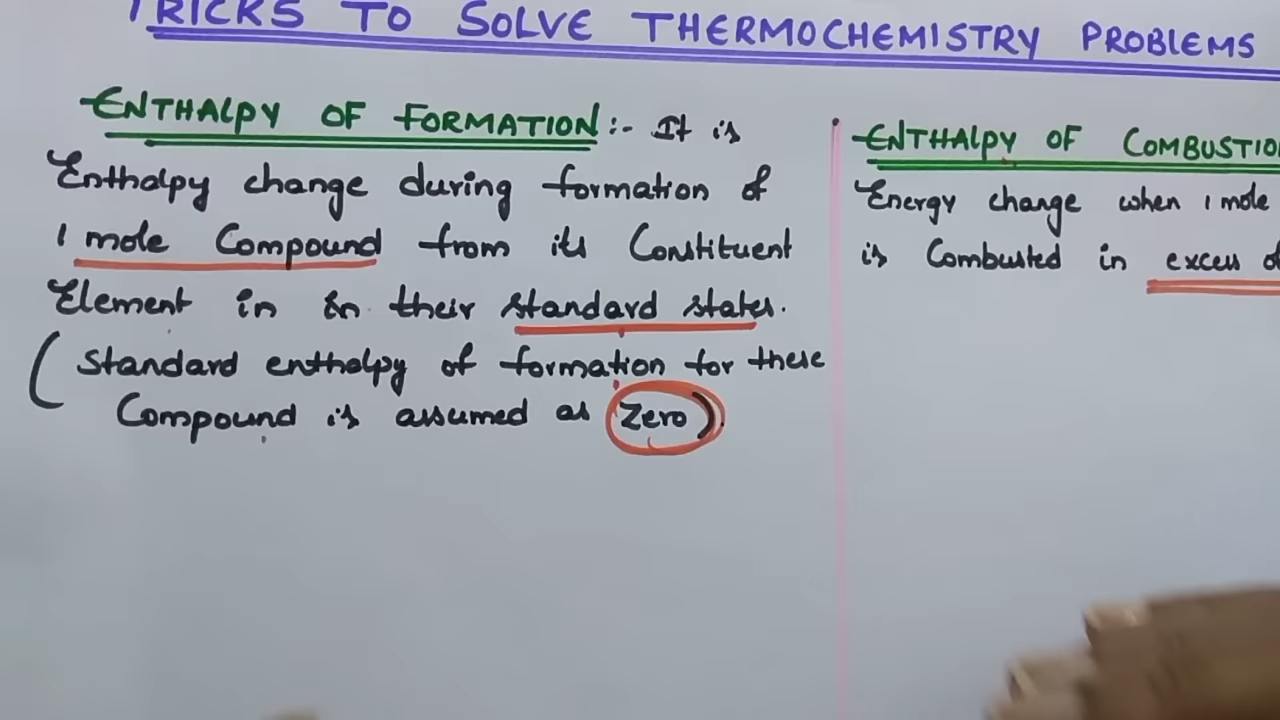 TRICKS TO SOLVE THERMOCHEMISTRY PROBLEMS
ENTHALPY OF FORMATION :- It is
Enthalpy change during formation of
1 mole Compound from its Constituent
Element in in their standard states.
(Standard enthalpy of formation for these
Compound is assumed as Zero).
ENTHALPY OF COMBUSTIO
Energy change when 1 mole
is Combusted in excess of